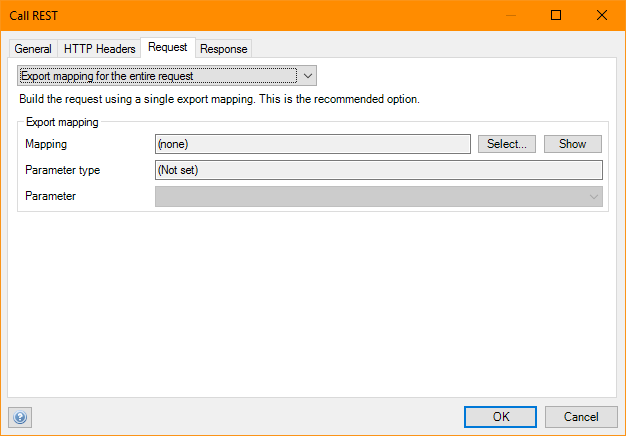 Call REST
General HTTP Headers Request Response
Export mapping for the entire request
Build the request using a single export mapping. This is the recommended option.
Export mapping
Mapping (none) Select... Show
Parameter type (Not set)
Parameter
? OK Cancel